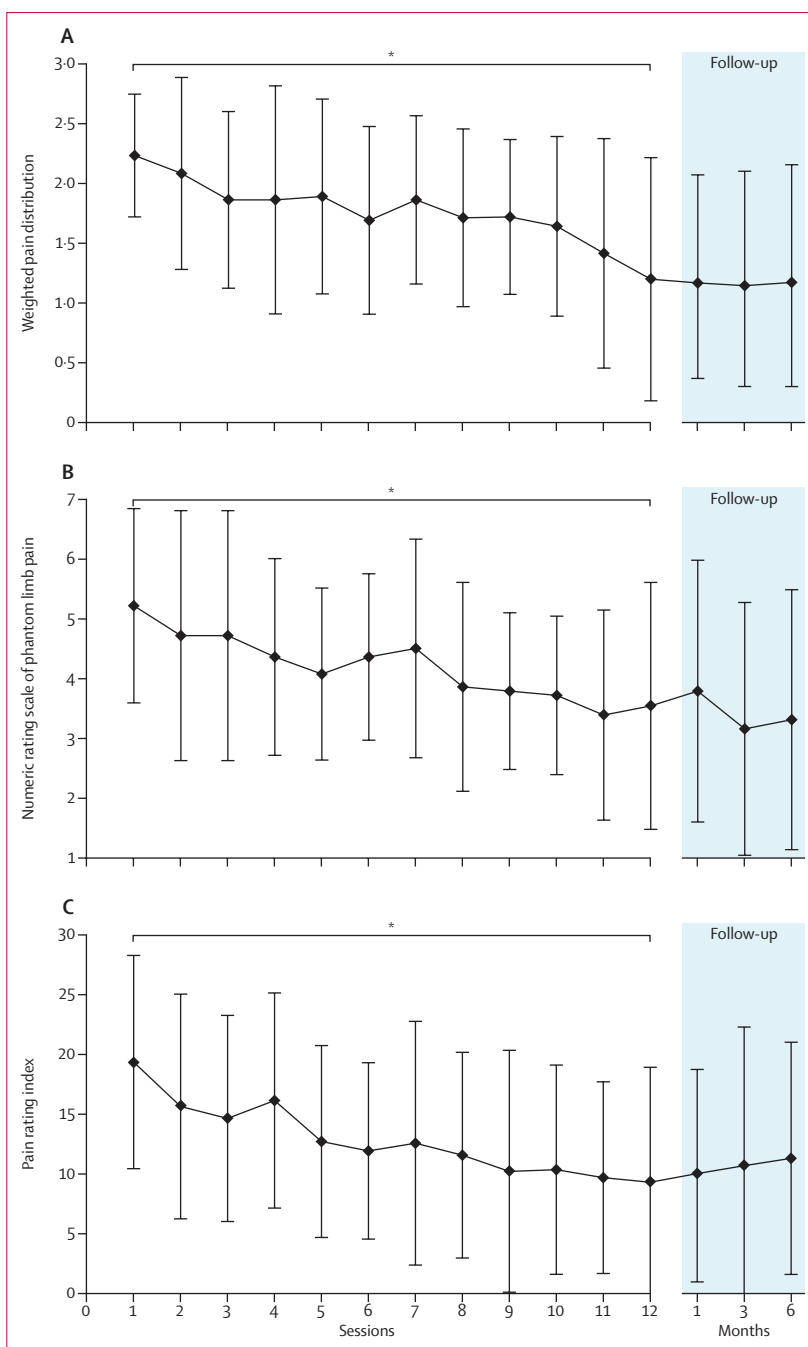 A
*
Follow-up
3·0
2·5
2·0
1·5
1·0
0·5
0
Weighted pain distribution
B
*
Follow-up
7
6
5
4
3
2
1
Numeric rating scale of phantom limb pain
C
*
Follow-up
30
25
20
15
10
5
0
Pain rating index
0 1 2 3 4 5 6 7 8 9 10 11 12 1 3 6
Sessions Months